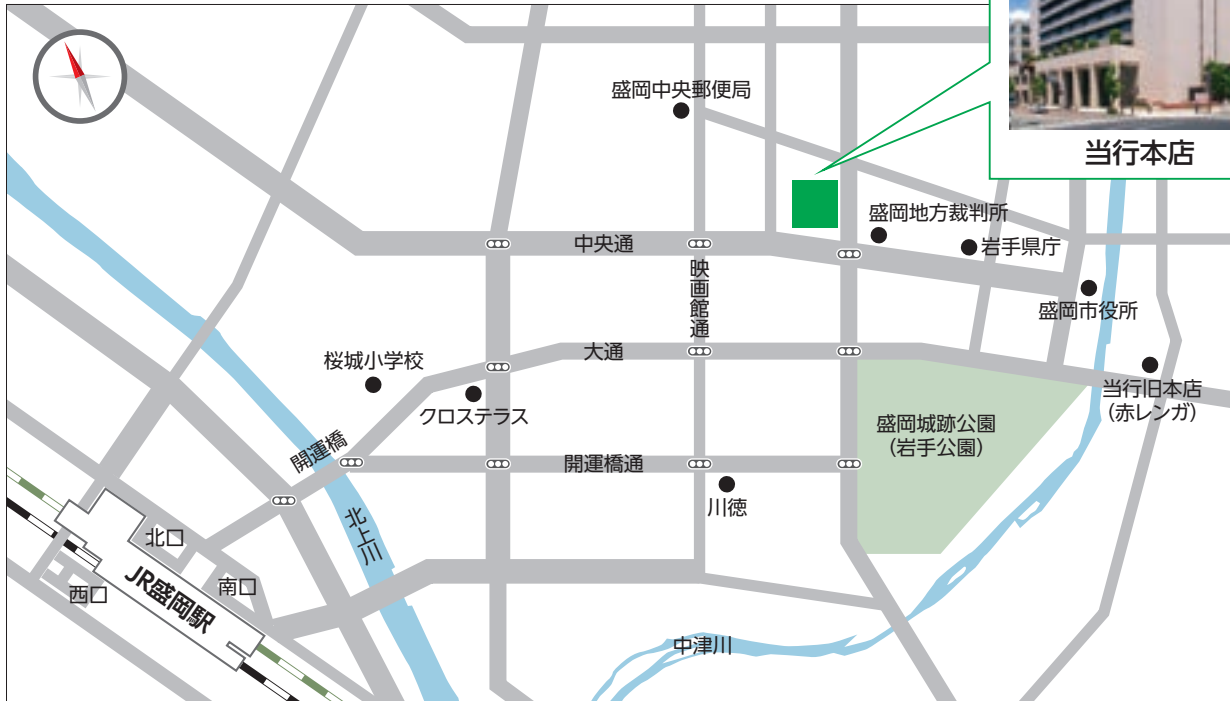 盛岡中央郵便局
当行本店
盛岡地方裁判所
岩手県庁
中央通
映画館通
盛岡市役所
大通
桜城小学校
クロステラス
当行旧本店
(赤レンガ)
盛岡城跡公園
(岩手公園)
開運橋
開運橋通
川徳
北上川
北口
南口
西口
JR盛岡駅
中津川